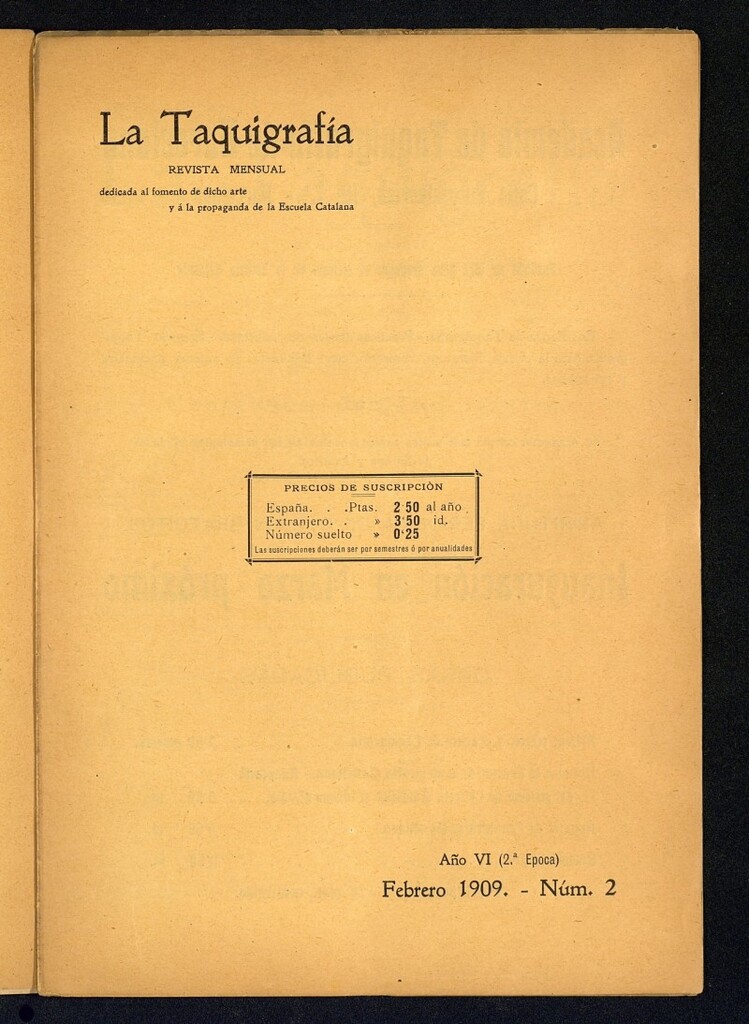 La Taquigrafía
REVISTA MENSUAL
dedicada al fomento de dicho arte
y á la propaganda de la Escuela Catalana
PRECIOS DE SUSCRIPCIÓN
España. . .Ptas. 2'50 al año
Extranjero. . » 3'50 id.
Número suelto » 0'25
Las suscripciones deberán ser por semestres ó por anualidades
Año VI (2.ª Epoca)
Febrero 1909. - Núm. 2